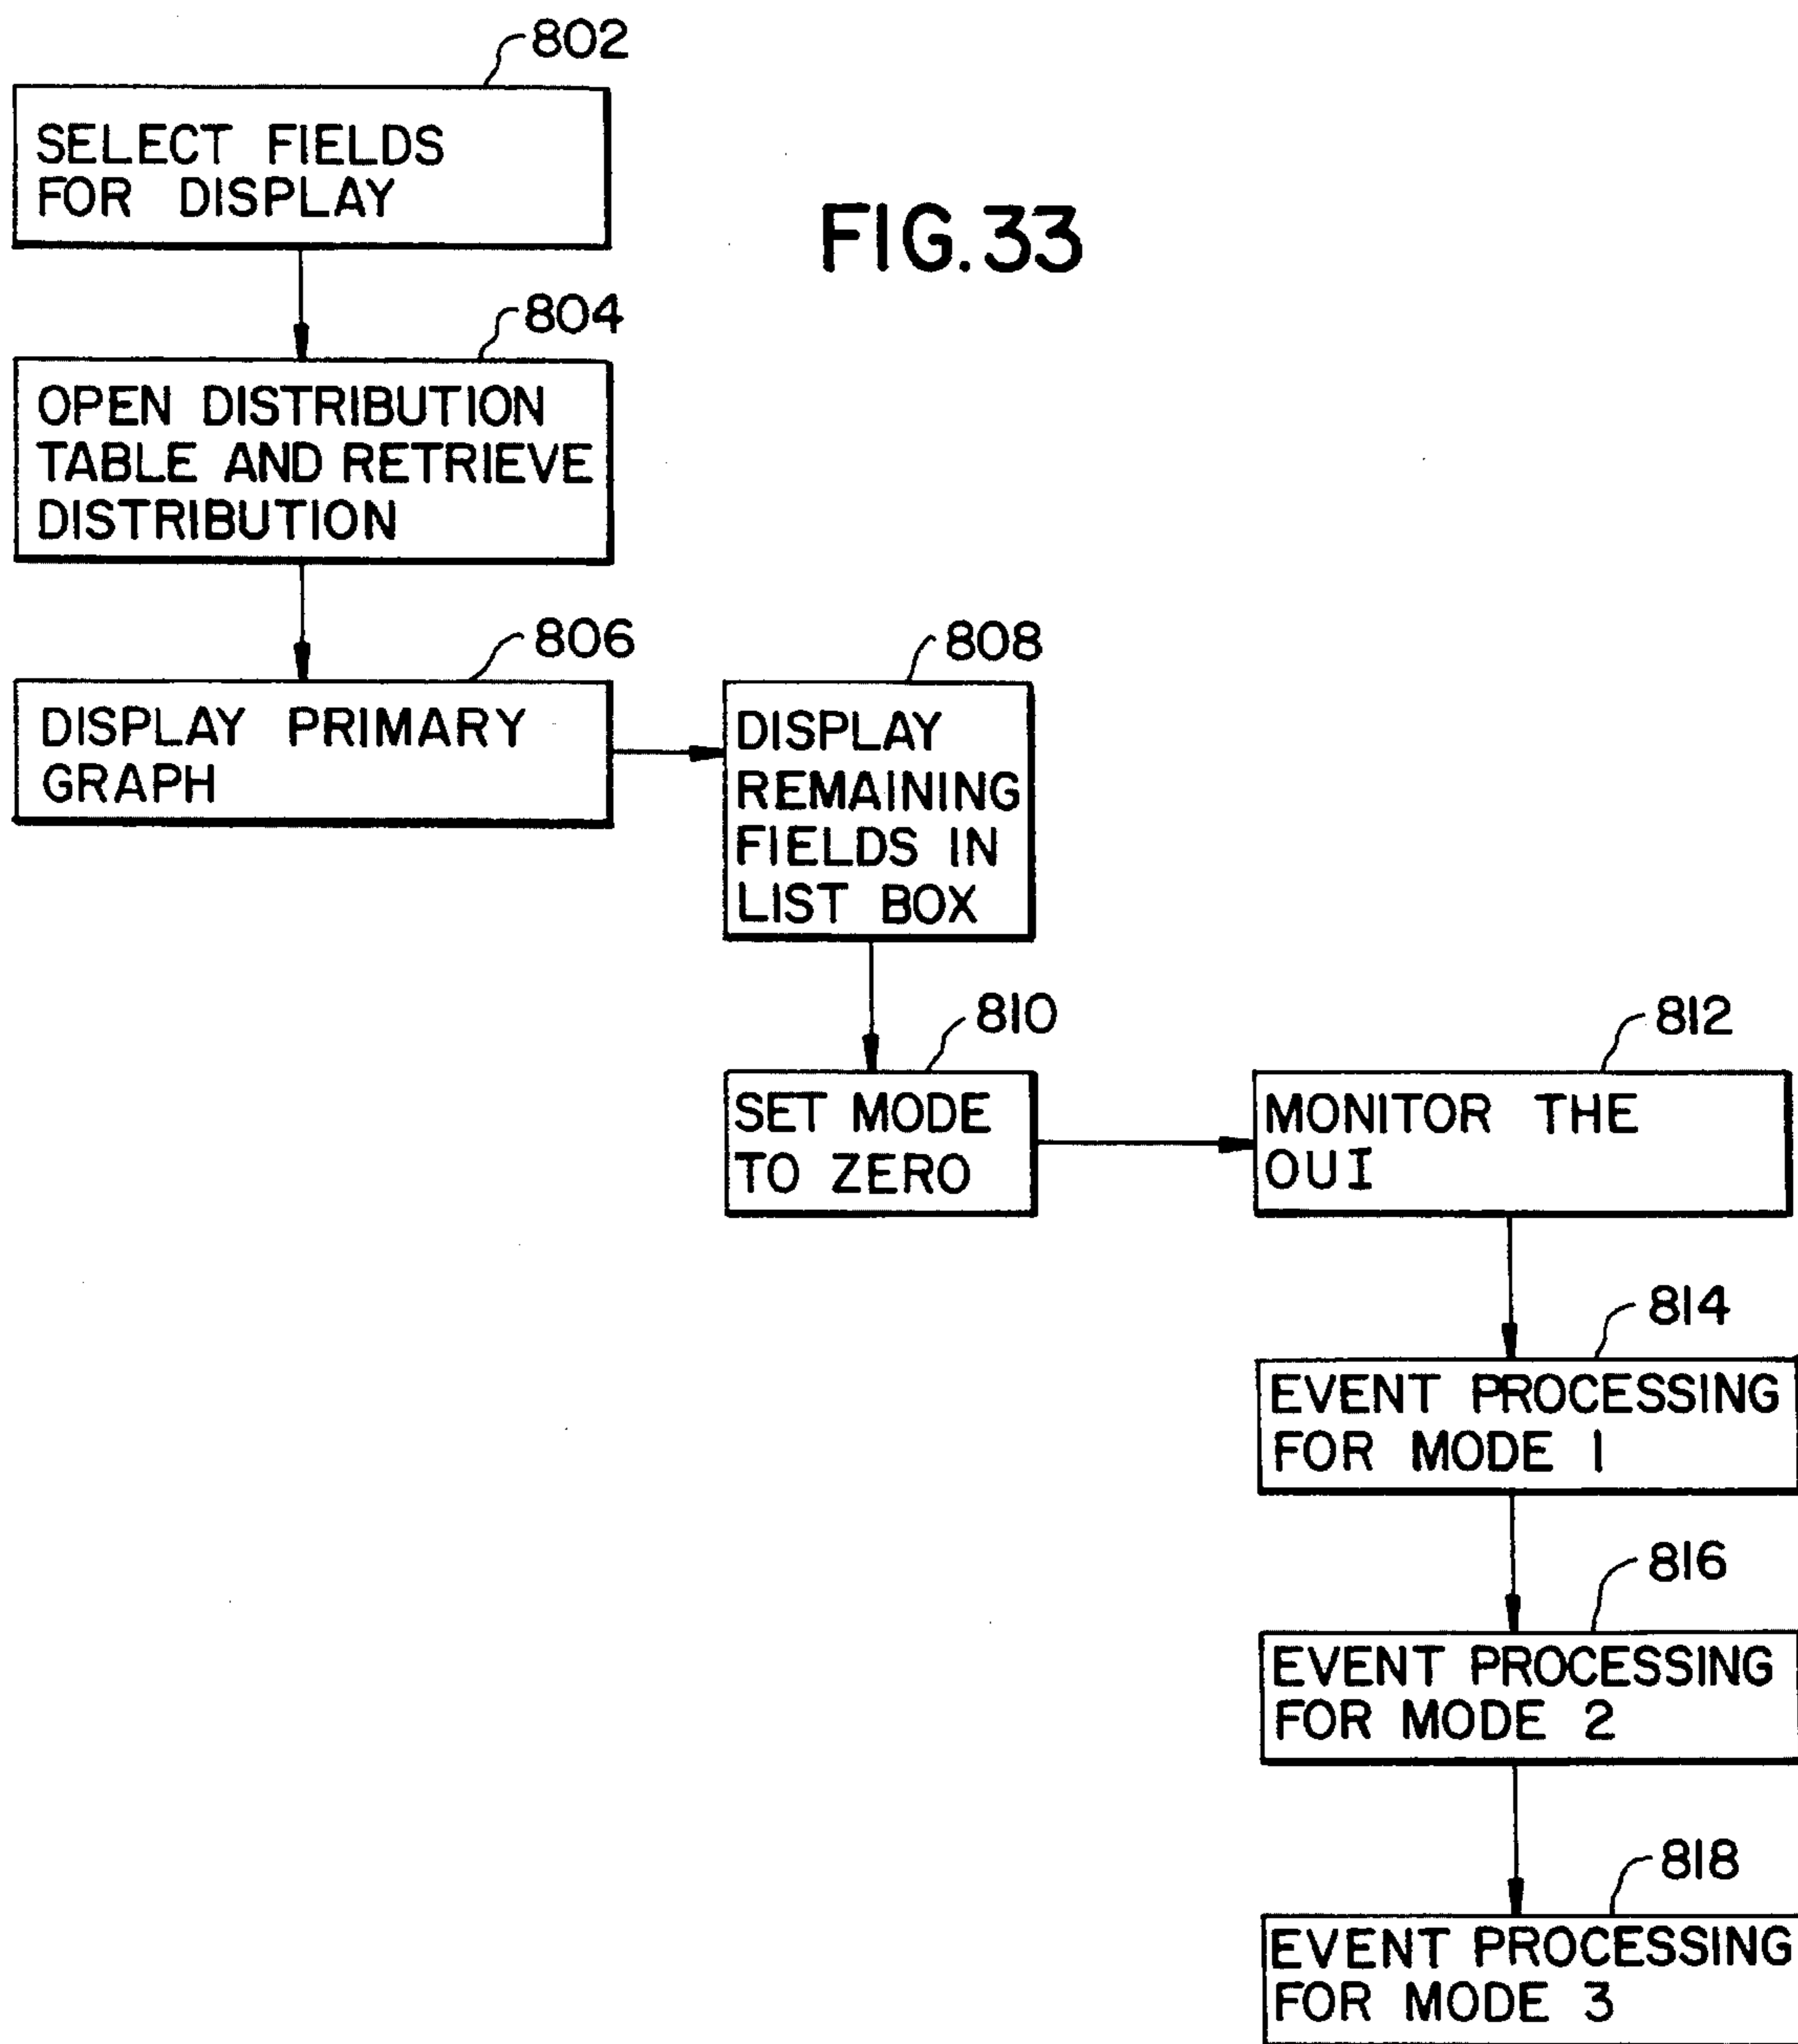 802
SELECT FIELDS
FOR DISPLAY
FIG.33
804
OPEN DISTRIBUTION
TABLE AND RETRIEVE
DISTRIBUTION
806
DISPLAY PRIMARY
GRAPH
808
DISPLAY
REMAINING
FIELDS IN
LIST BOX
810
SET MODE
TO ZERO
812
MONITOR THE
OUI
814
EVENT PROCESSING
FOR MODE 1
816
EVENT PROCESSING
FOR MODE 2
818
EVENT PROCESSING
FOR MODE 3